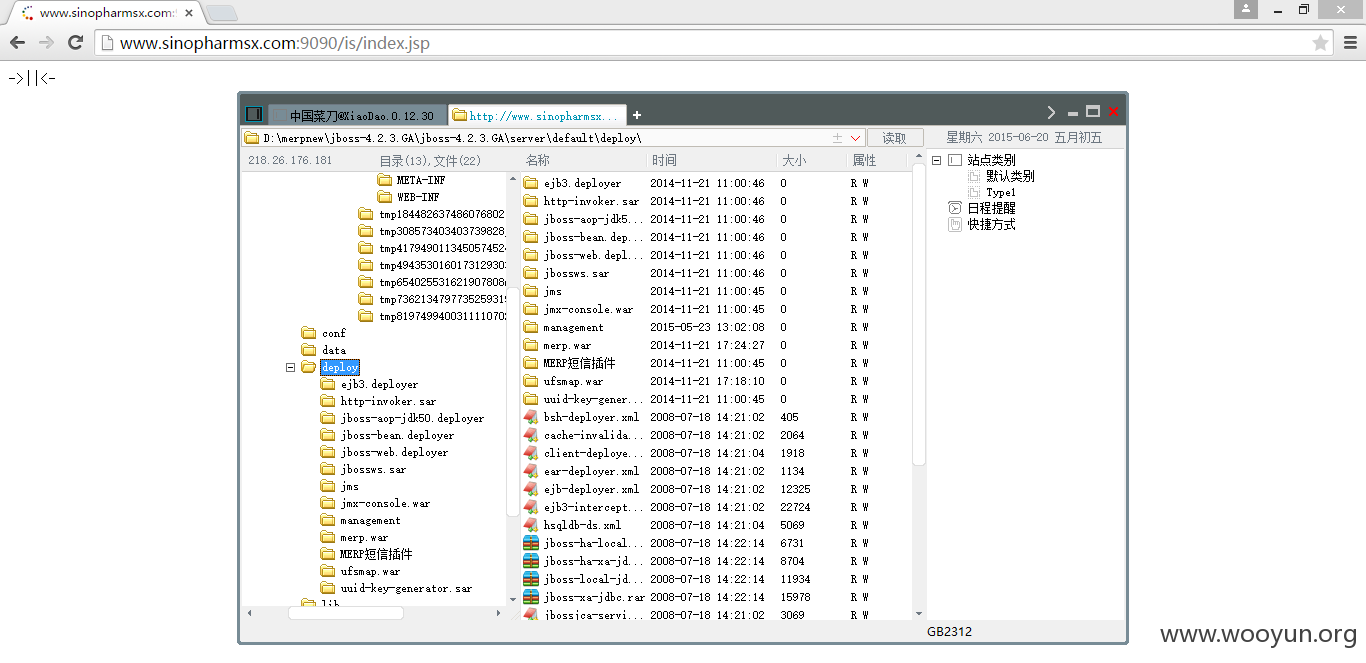 www.sinopharmsx.com:
www.sinopharmsx.com:9090/is/index.jsp
->||<-
中国菜刀@XiaoDao.0.12.30
http://www.sinopharmsx...
D:\merpnew\jboss-4.2.3.GA\jboss-4.2.3.GA\server\default\deploy\
读取
星期六 2015-06-20 五月初五
218.26.176.181
目录(13),文件(22)
名称 时间 大小 属性
META-INF
WEB-INF
tmp184482637486076802
tmp308573403403739828
tmp417949011345057452
tmp494353016017312930
tmp654025531621907808
tmp736213479773525931
tmp819749940031111070
conf
data
deploy
ejb3.deployer
http-invoker.sar
jboss-aop-jdk50.deployer
jboss-bean.deployer
jboss-web.deployer
jbossws.sar
jms
jmx-console.war
management
merp.war
MERP短信插件
ufsmap.war
uuid-key-generator.sar
lib
ejb3.deployer 2014-11-21 11:00:46 0 R W
http-invoker.sar 2014-11-21 11:00:46 0 R W
jboss-aop-jdk5... 2014-11-21 11:00:46 0 R W
jboss-bean.dep... 2014-11-21 11:00:46 0 R W
jboss-web.depl... 2014-11-21 11:00:46 0 R W
jbossws.sar 2014-11-21 11:00:46 0 R W
jms 2014-11-21 11:00:45 0 R W
jmx-console.war 2014-11-21 11:00:45 0 R W
management 2015-05-23 13:02:08 0 R W
merp.war 2014-11-21 17:24:27 0 R W
MERP短信插件 2014-11-21 11:00:45 0 R W
ufsmap.war 2014-11-21 17:18:10 0 R W
uuid-key-gener... 2014-11-21 11:00:45 0 R W
bsh-deployer.xml 2008-07-18 14:21:02 405 R W
cache-invalida... 2008-07-18 14:21:02 2064 R W
client-deploye... 2008-07-18 14:21:04 1918 R W
ear-deployer.xml 2008-07-18 14:21:02 1134 R W
ejb-deployer.xml 2008-07-18 14:21:02 12325 R W
ejb3-intercept... 2008-07-18 14:21:02 22724 R W
hsqldb-ds.xml 2008-07-18 14:21:04 5069 R W
jboss-ha-local... 2008-07-18 14:22:14 6731 R W
jboss-ha-xa-jd... 2008-07-18 14:22:14 8704 R W
jboss-local-jd... 2008-07-18 14:22:14 11934 R W
jboss-xa-jdbc.rar 2008-07-18 14:22:14 15978 R W
jbossjca-servi... 2008-07-18 14:21:02 3069 R W
站点类别
默认类别
Type1
日程提醒
快捷方式
GB2312
www.wooyun.org